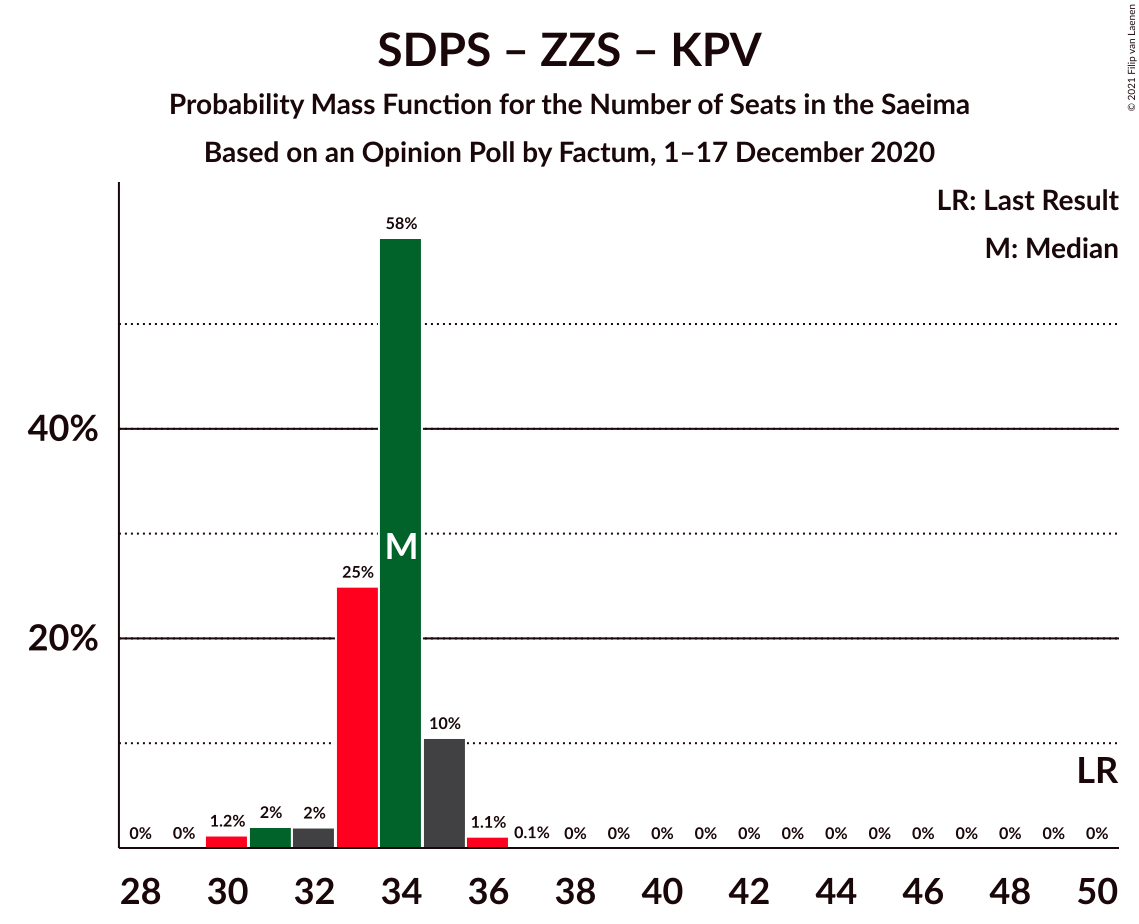 SDPS – ZZS – KPV
Probability Mass Function for the Number of Seats in the Saeima
Based on an Opinion Poll by Factum, 1–17 December 2020
© 2021 Filip van Laenen
LR: Last Result
M: Median
58%
40%
M
25%
20%
10%
LR
0% 0% 1.2% 2% 2% 1.1% 0.1% 0% 0% 0% 0% 0% 0% 0% 0% 0% 0% 0% 0% 0%
28 30 32 34 36 38 40 42 44 46 48 50